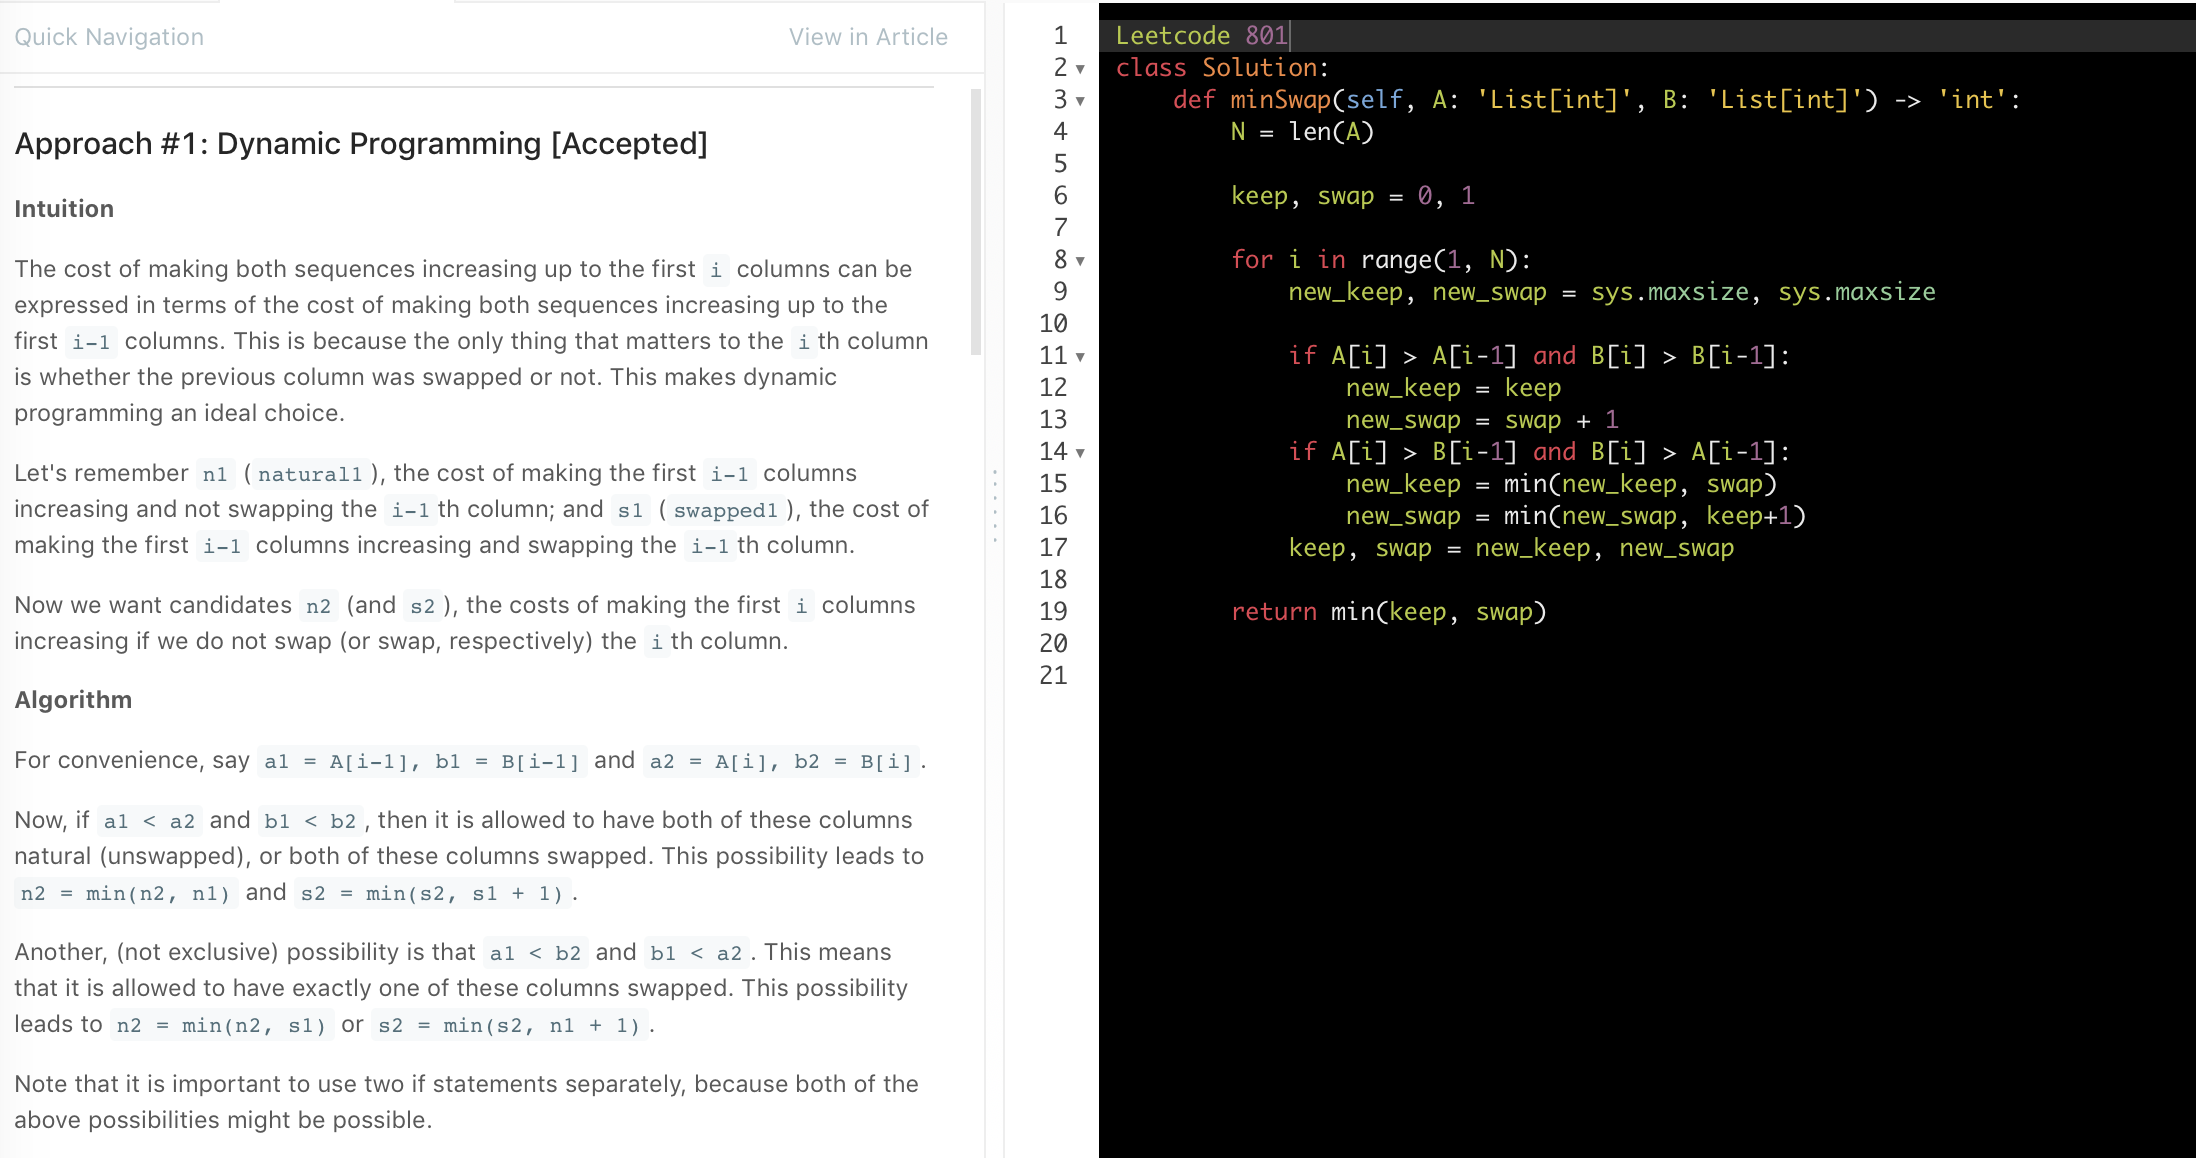 Quick Navigation
View in Article
Approach #1: Dynamic Programming [Accepted]
Intuition
The cost of making both sequences increasing up to the first i columns can be
expressed in terms of the cost of making both sequences increasing up to the
first i-1 columns. This is because the only thing that matters to the i th column
is whether the previous column was swapped or not. This makes dynamic
programming an ideal choice.
Let's remember n1 ( natural1 ), the cost of making the first i-1 columns
increasing and not swapping the i-1 th column; and s1 ( swapped1 ), the cost of
making the first i-1 columns increasing and swapping the i-1 th column.
Now we want candidates n2 (and s2 ), the costs of making the first i columns
increasing if we do not swap (or swap, respectively) the i th column.
Algorithm
For convenience, say a1 = A[i-1], b1 = B[i-1] and a2 = A[i], b2 = B[i] .
Now, if a1 < a2 and b1 < b2 , then it is allowed to have both of these columns
natural (unswapped), or both of these columns swapped. This possibility leads to
n2 = min(n2, n1) and s2 = min(s2, s1 + 1) .
Another, (not exclusive) possibility is that a1 < b2 and b1 < a2 . This means
that it is allowed to have exactly one of these columns swapped. This possibility
leads to n2 = min(n2, s1) or s2 = min(s2, n1 + 1) .
Note that it is important to use two if statements separately, because both of the
above possibilities might be possible.
1 Leetcode 801
2 class Solution:
3     def minSwap(self, A: 'List[int]', B: 'List[int]') -> 'int':
4         N = len(A)
5
6         keep, swap = 0, 1
7
8         for i in range(1, N):
9             new_keep, new_swap = sys.maxsize, sys.maxsize
10
11             if A[i] > A[i-1] and B[i] > B[i-1]:
12                 new_keep = keep
13                 new_swap = swap + 1
14             if A[i] > B[i-1] and B[i] > A[i-1]:
15                 new_keep = min(new_keep, swap)
16                 new_swap = min(new_swap, keep+1)
17             keep, swap = new_keep, new_swap
18
19         return min(keep, swap)
20
21